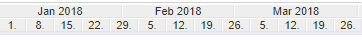 Jan 2018 Feb 2018 Mar 2018
1. 8. 15. 22. 29. 5. 12. 19. 26. 5. 12. 19. 26.